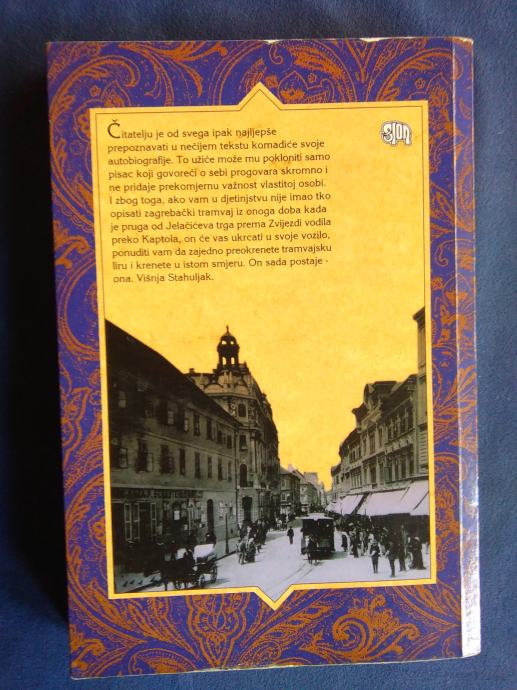 Čitatelju je od svega ipak najljepše
prepoznavati u nečijem tekstu komadiće svoje
autobiografije. To užiće može mu pokloniti samo
pisac koji govoreći o sebi progovara skromno i
ne pridaje prekomjernu važnost vlastitoj osobi.
I zbog toga, ako vam u djetinjstvu nije imao tko
opisati zagrebački tramvaj iz onoga doba kada
je pruga od Jelačićeva trga prema Zvijezdi vodila
preko Kaptola, on će vas ukrcati u svoje vozilo,
ponuditi vam da zajedno preokrenete tramvajsku
liru i krenete u istom smjeru. On sada postaje -
ona. Višnja Stahuljak.
sion